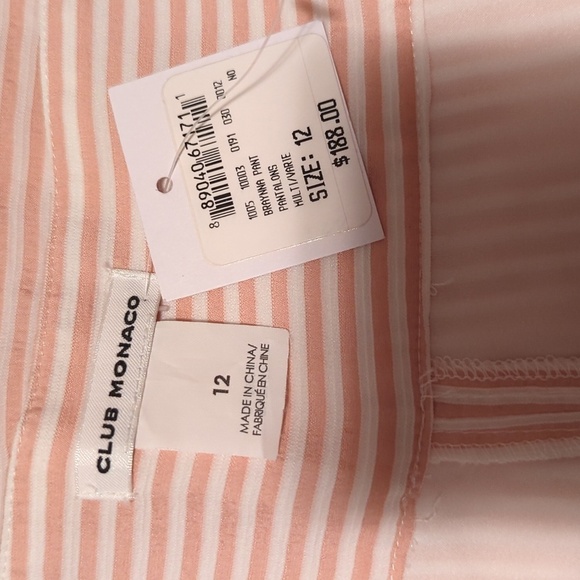 8 89040 67171 1
1005 10003 0191 030 1012 NO
BRAYNNA PANT
PANTALONS
MULTI/VARIE
SIZE: 12
$188.00
CLUB MONACO
12
MADE IN CHINA/
FABRIQUÉ EN CHINE